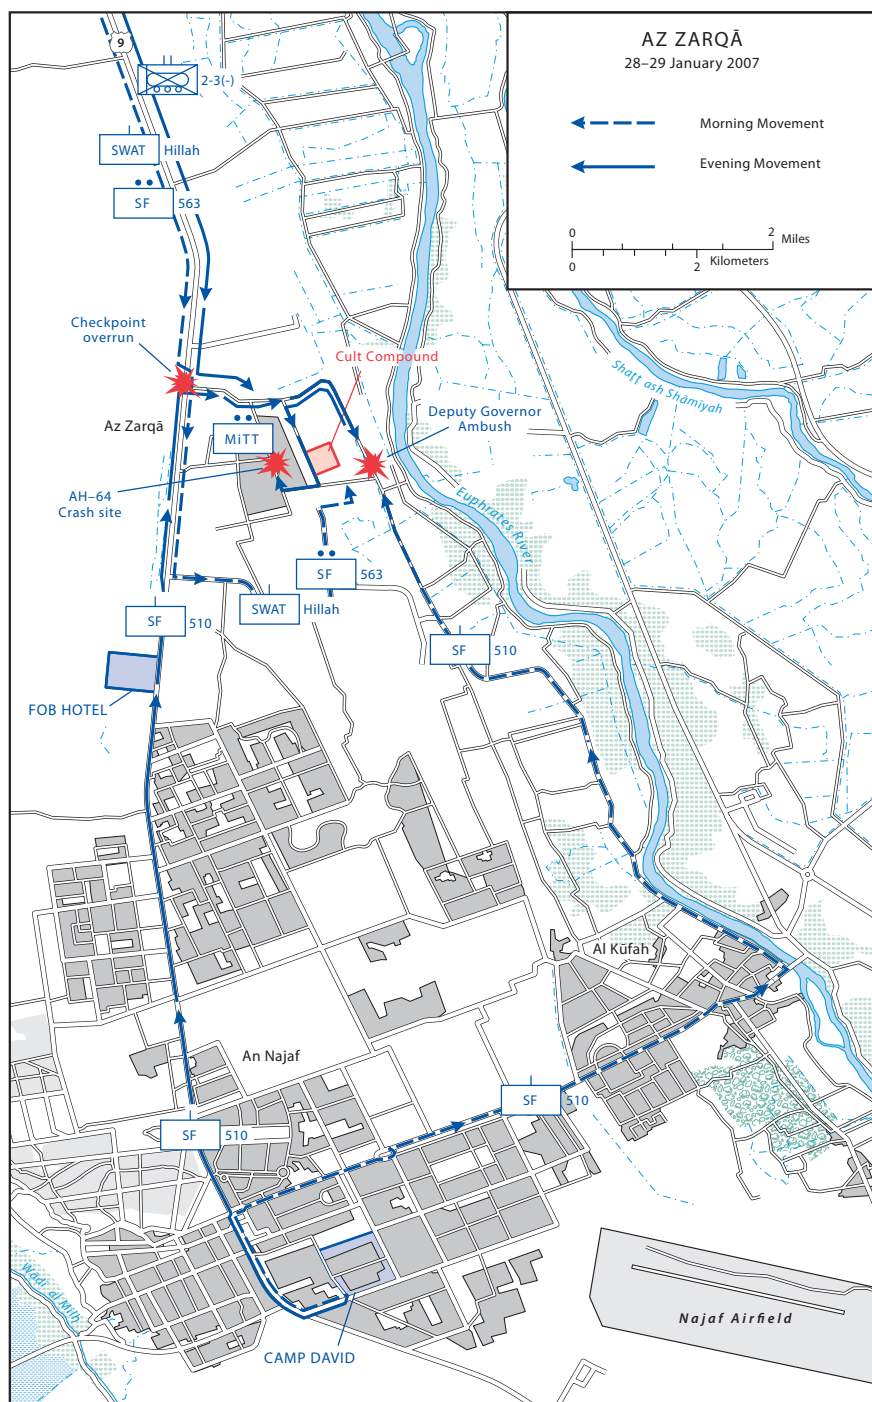 AZ ZARQĀ
28–29 January 2007
Morning Movement
Evening Movement
0 2
Miles
0 2
Kilometers
9
2-3(-)
SWAT Hillah
SF 563
Checkpoint
overrun
Cult Compound
Shatt ash Shāmiyah
Az Zarqā
MiTT
Deputy Governor
Ambush
AH–64
Crash site
Euphrates River
SF 563
SWAT Hillah
SF 510
SF 510
FOB HOTEL
Al Kūfah
An Najaf
SF 510
SF 510
Wādī al Milḥ
Najaf Airfield
CAMP DAVID